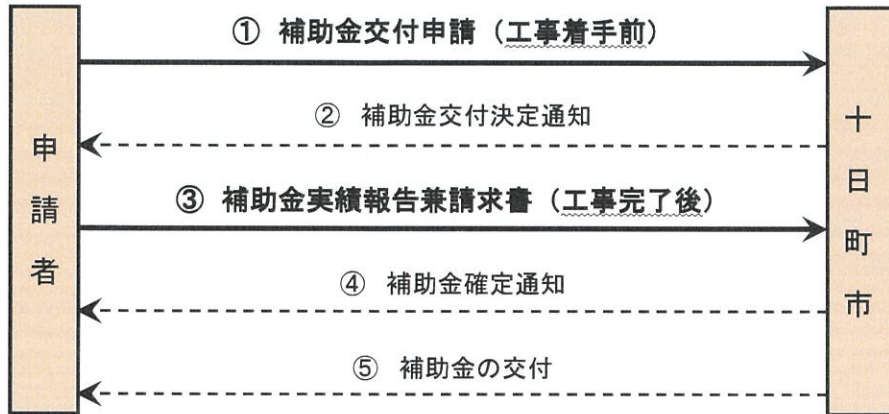 ① 補助金交付申請（工事着手前）
② 補助金交付決定通知
③ 補助金実績報告兼請求書（工事完了後）
④ 補助金確定通知
⑤ 補助金の交付
申請者
十日町市